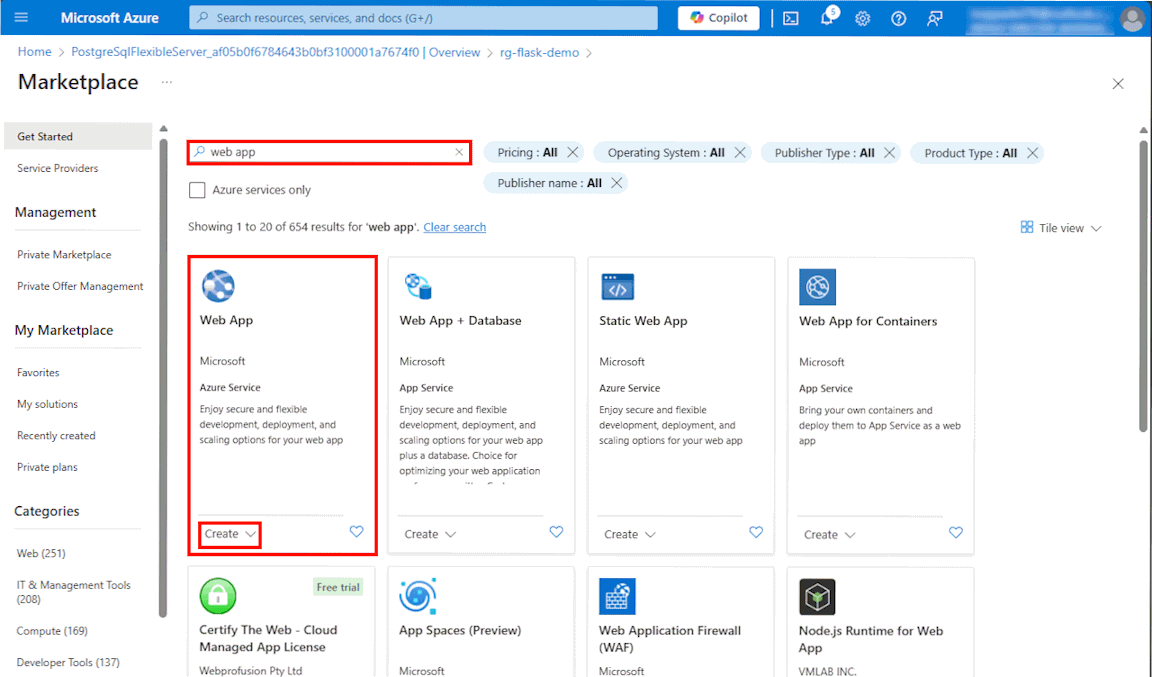 Microsoft Azure
Search resources, services, and docs (G+/)
Copilot
5
Home > PostgreSqlFlexibleServer_af05b0f6784643b0bf3100001a7674f0 | Overview > rg-flask-demo >
Marketplace ...
Get Started
Service Providers
Management
Private Marketplace
Private Offer Management
My Marketplace
Favorites
My solutions
Recently created
Private plans
Categories
Web (251)
IT & Management Tools
(208)
Compute (169)
Developer Tools (137)
web app
Pricing : All
Operating System : All
Publisher Type : All
Product Type : All
Publisher name : All
Azure services only
Showing 1 to 20 of 654 results for 'web app'. Clear search
Tile view
Web App
Microsoft
Azure Service
Enjoy secure and flexible
development, deployment, and
scaling options for your web app
Create
Web App + Database
Microsoft
App Service
Enjoy secure and flexible
development, deployment, and
scaling options for your web app
plus a database. Choice for
optimizing your web application
Create
Static Web App
Microsoft
Azure Service
Enjoy secure and flexible
development, deployment, and
scaling options for your web app
Create
Web App for Containers
Microsoft
App Service
Bring your own containers and
deploy them to App Service as a web
app
Create
Free trial
Certify The Web - Cloud
Managed App License
Webprofusion Pty Ltd
App Spaces (Preview)
Microsoft
Web Application Firewall
(WAF)
Microsoft
Node.js Runtime for Web
App
VMLAB INC.